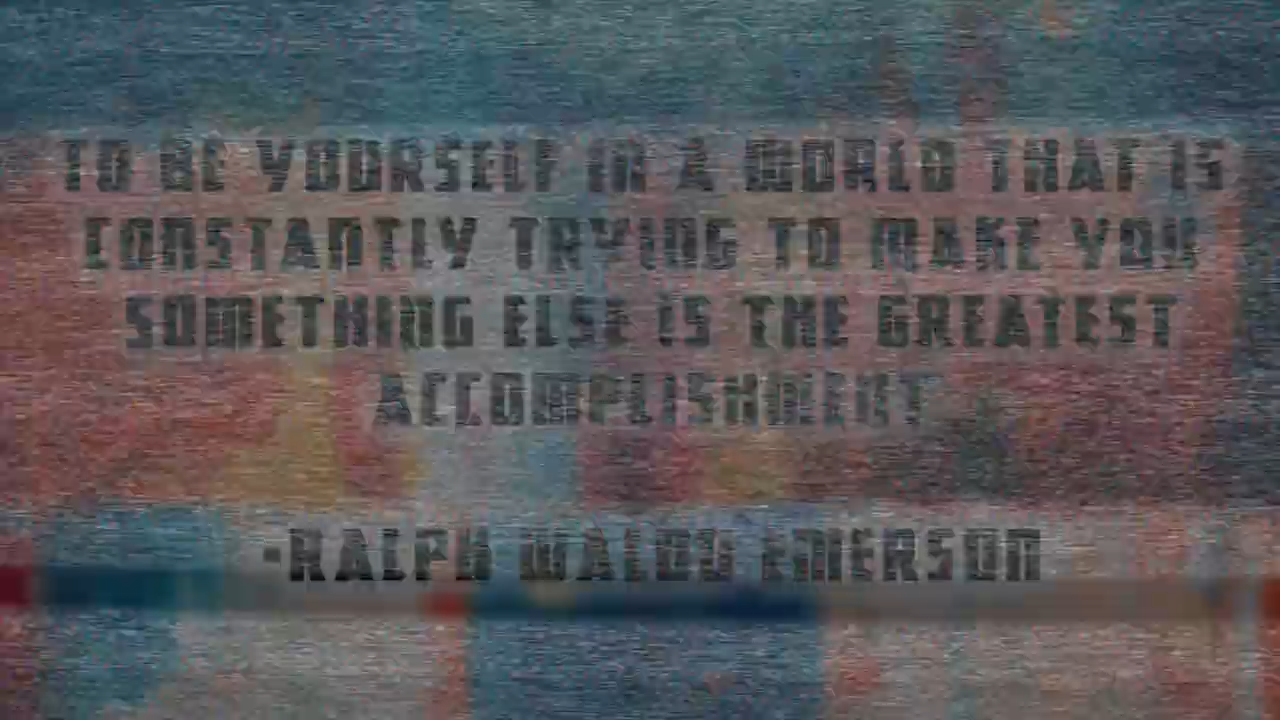 TO BE YOURSELF IN A WORLD THAT IS
CONSTANTLY TRYING TO MAKE YOU
SOMETHING ELSE IS THE GREATEST
ACCOMPLISHMENT
-RALPH WALDO EMERSON